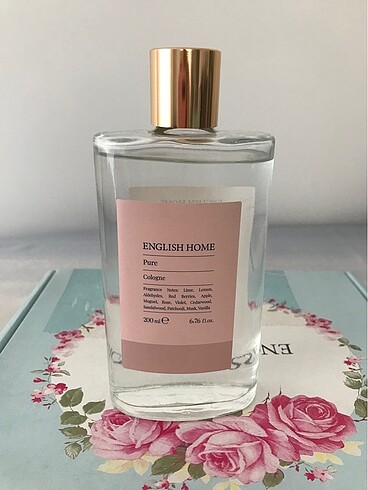 ENGLISH HOME
Pure
Cologne
Fragrance Notes: Lime, Lemon,
Aldehydes, Red Berries, Apple,
Muguet, Rose, Violet, Cedarwood,
Sandalwood, Patchouli, Musk, Vanilla
200 ml ℮ 6.76 fl.oz.
EN